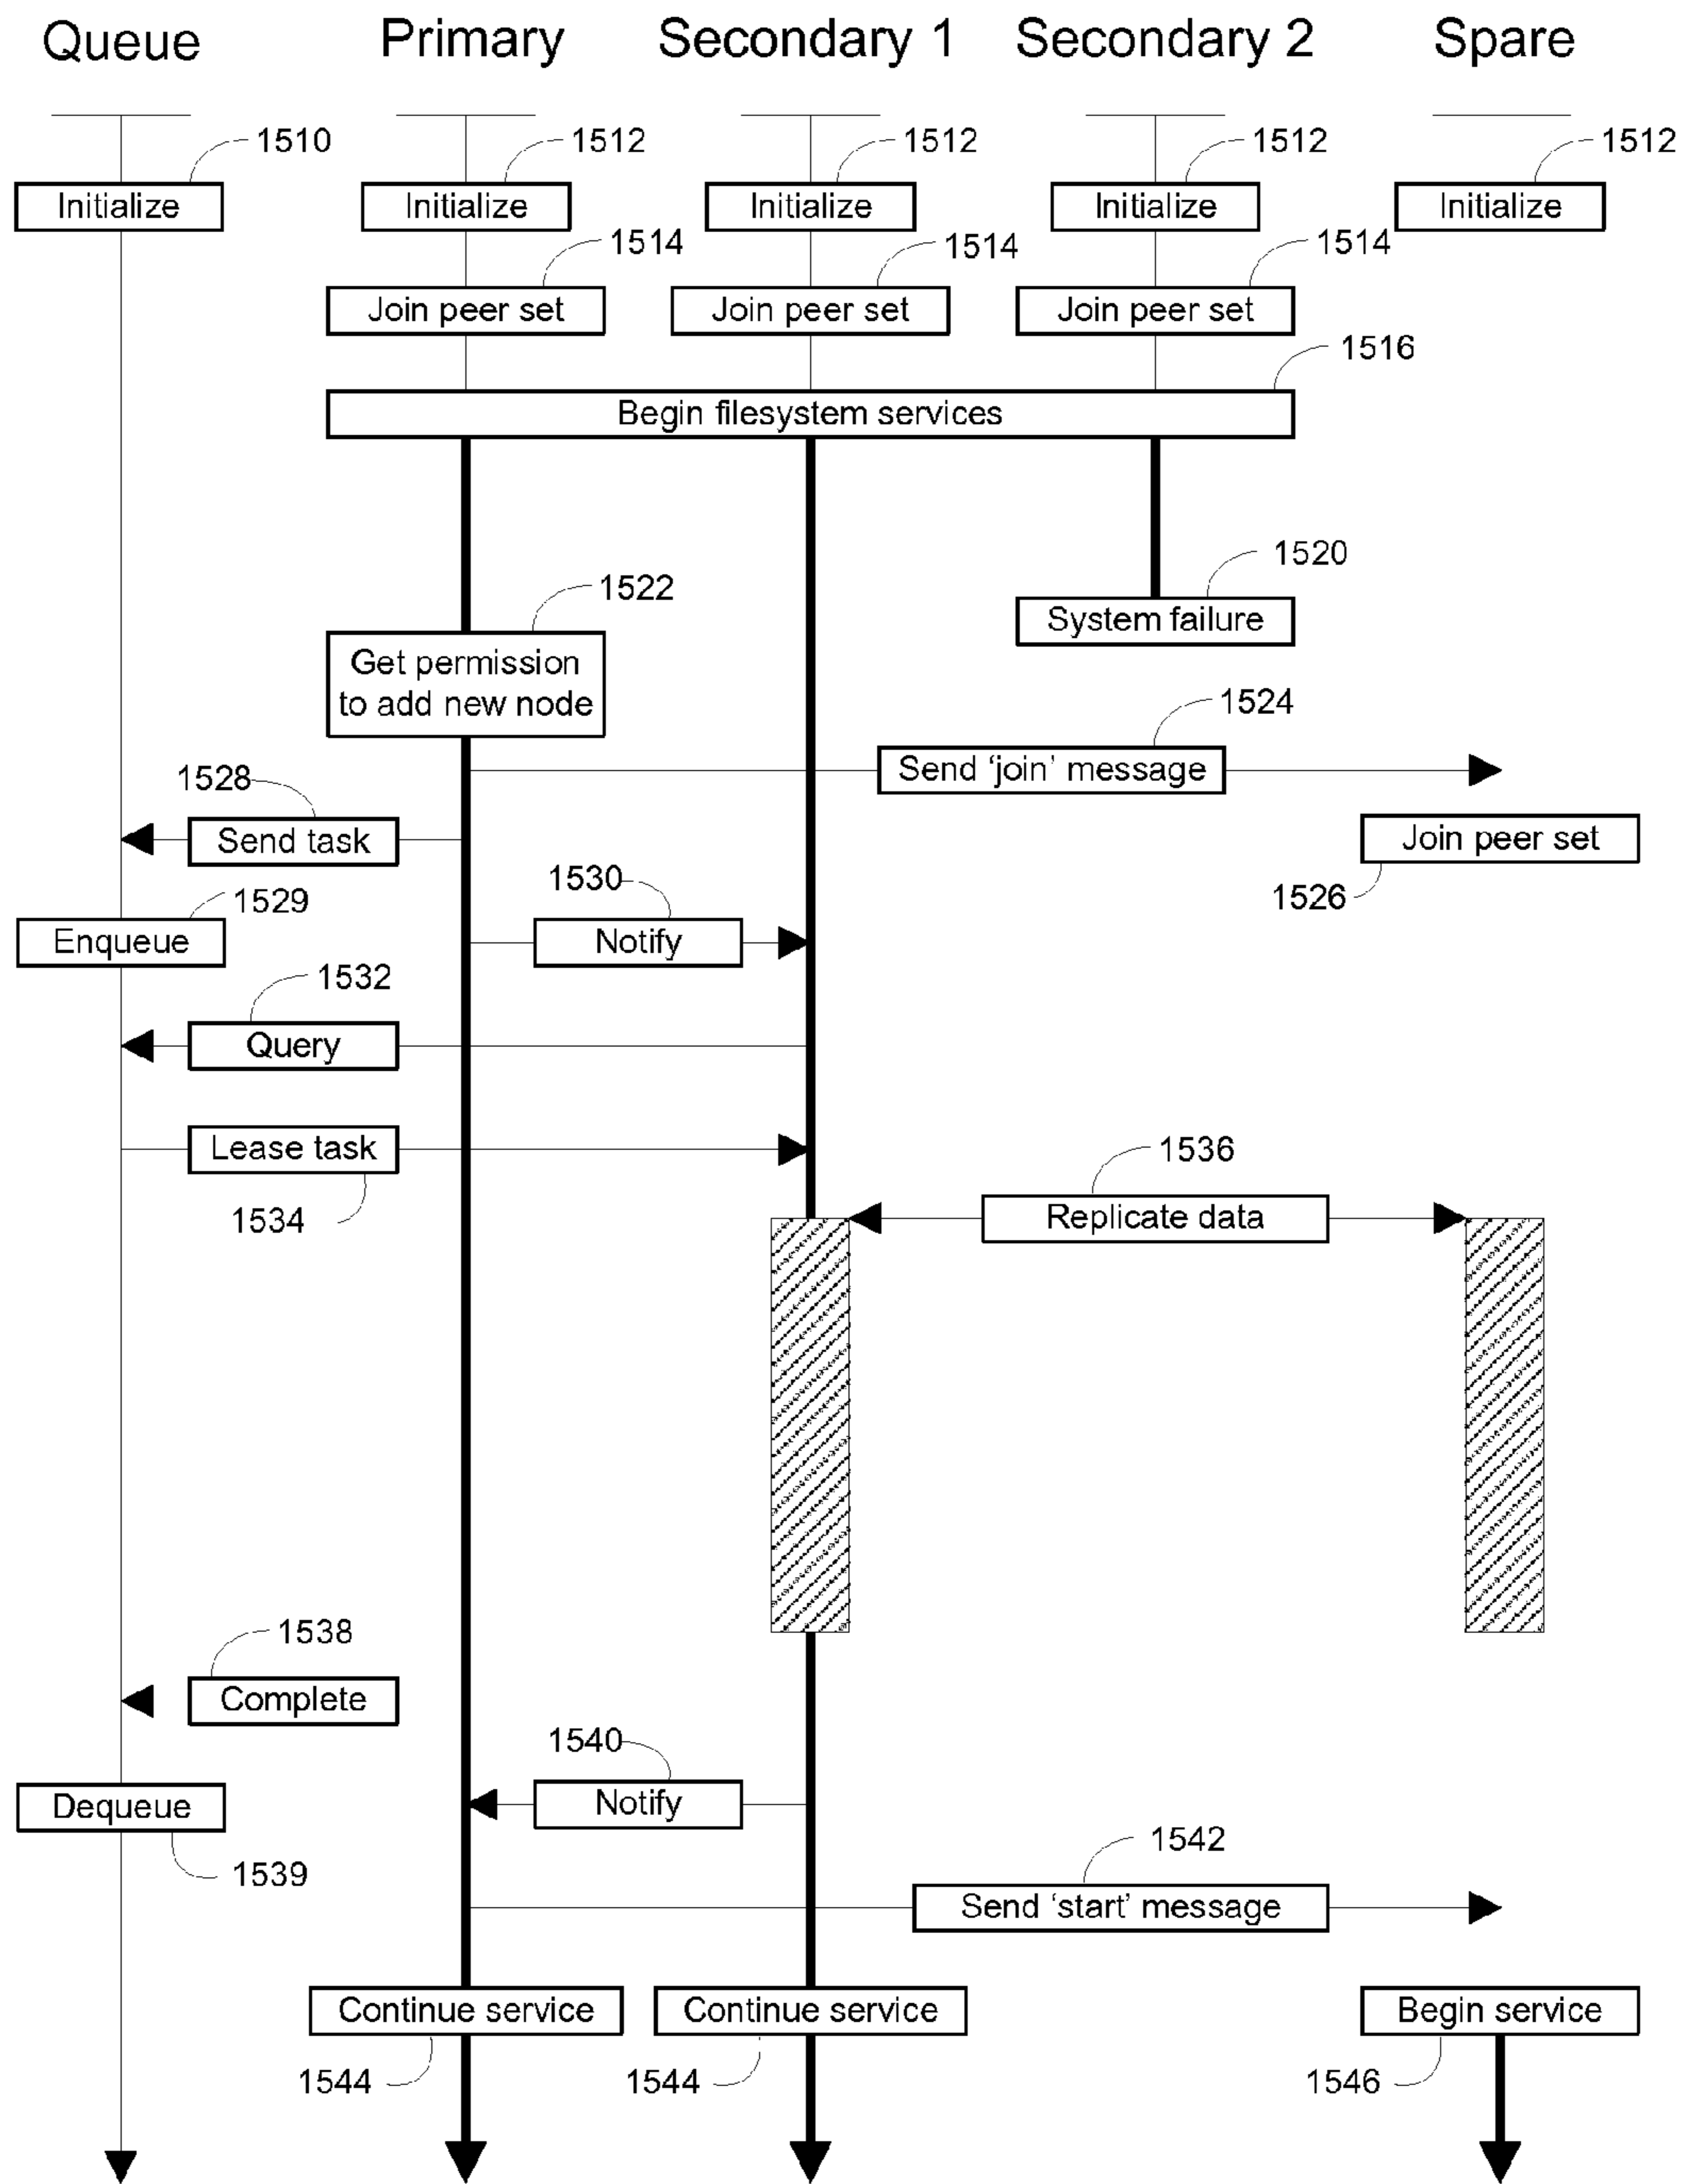 Queue
Primary
Secondary 1
Secondary 2
Spare
1510
1512
1512
1512
1512
Initialize
Initialize
Initialize
Initialize
Initialize
1514
1514
1514
Join peer set
Join peer set
Join peer set
1516
Begin filesystem services
1520
System failure
1522
Get permission
to add new node
1524
Send ‘join’ message
1528
Send task
Join peer set
1526
1529
Enqueue
1530
Notify
1532
Query
Lease task
1534
1536
Replicate data
1538
Complete
1540
Notify
Dequeue
1539
1542
Send ‘start’ message
Continue service
Continue service
Begin service
1544
1544
1546